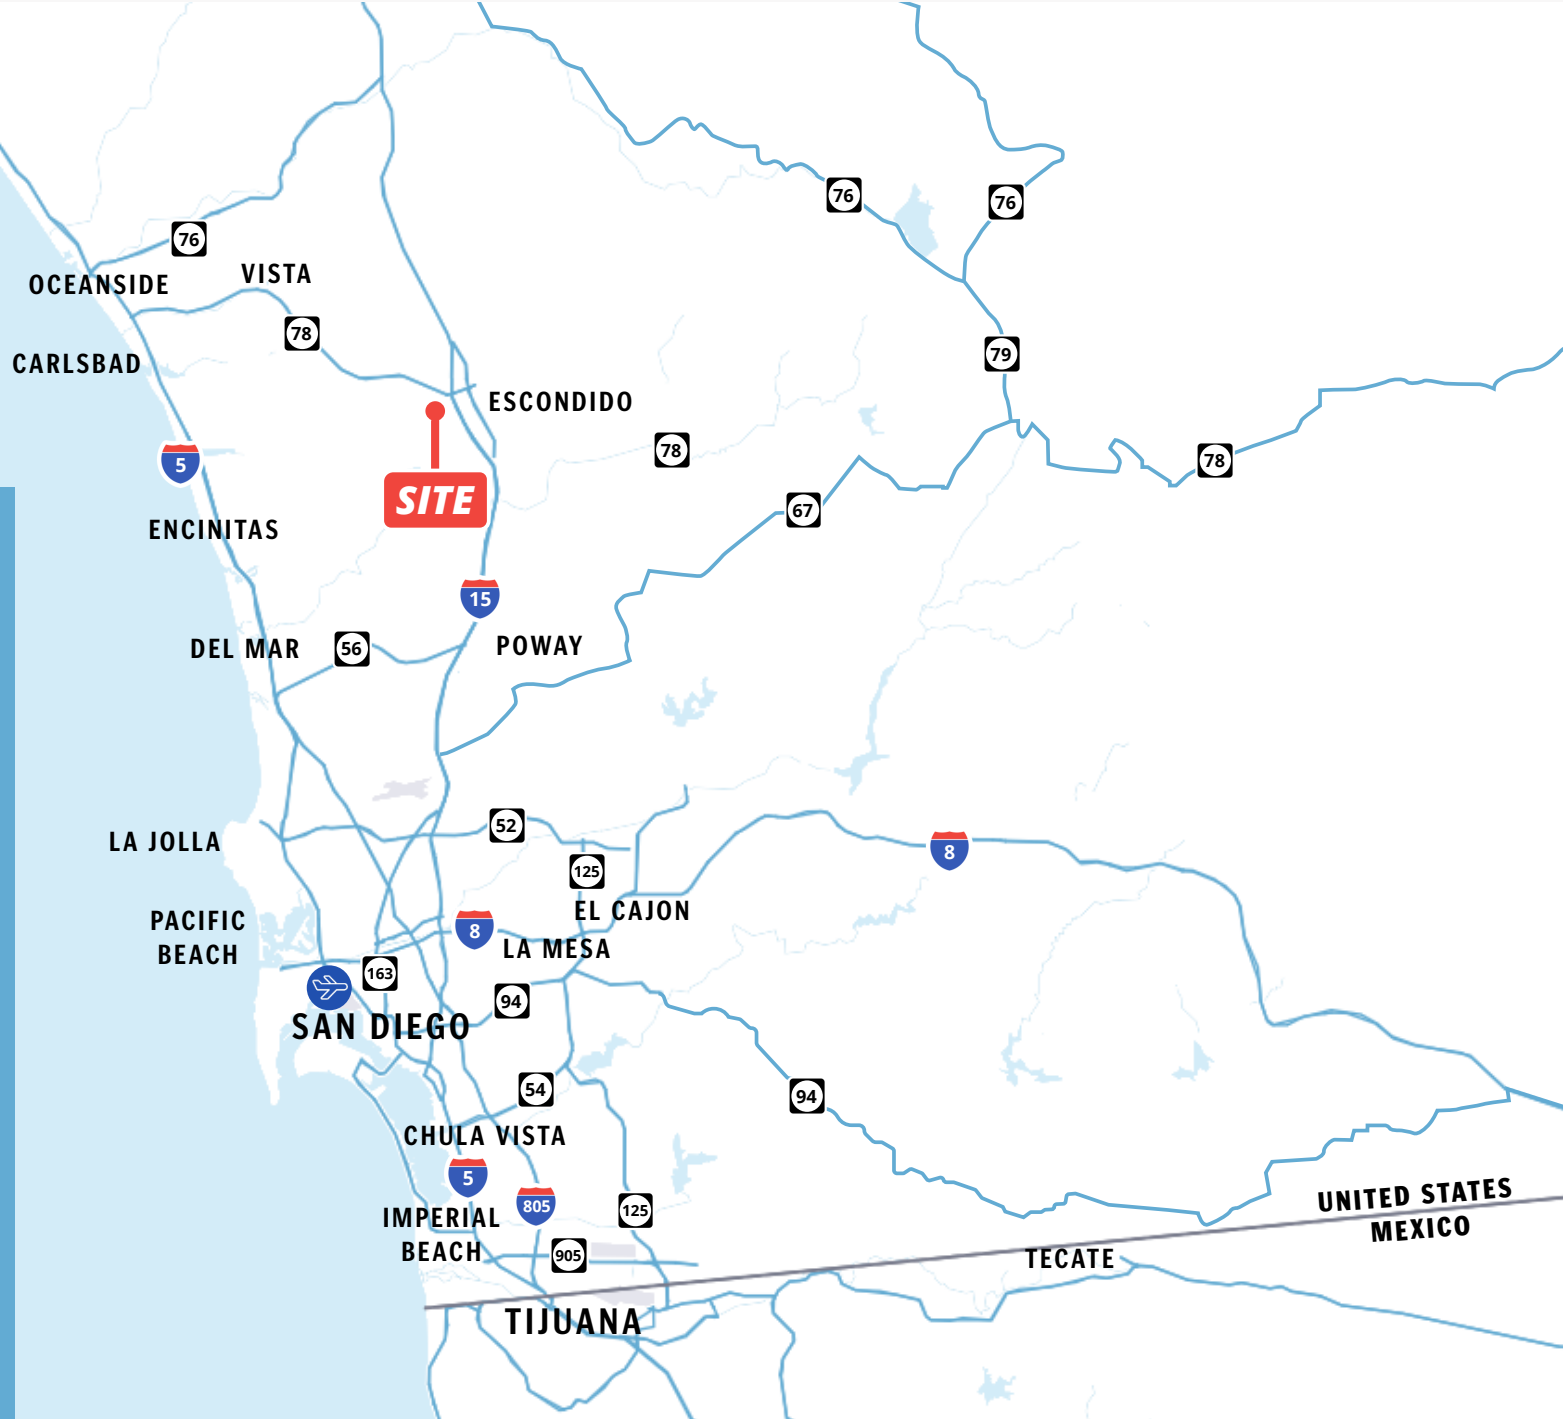 76
76
76
OCEANSIDE
VISTA
78
79
CARLSBAD
ESCONDIDO
78
78
5
SITE
67
ENCINITAS
15
DEL MAR
56
POWAY
52
LA JOLLA
8
125
EL CAJON
PACIFIC
BEACH
8
LA MESA
163
94
SAN DIEGO
54
94
CHULA VISTA
5
805
125
IMPERIAL
BEACH
905
UNITED STATES
MEXICO
TECATE
TIJUANA